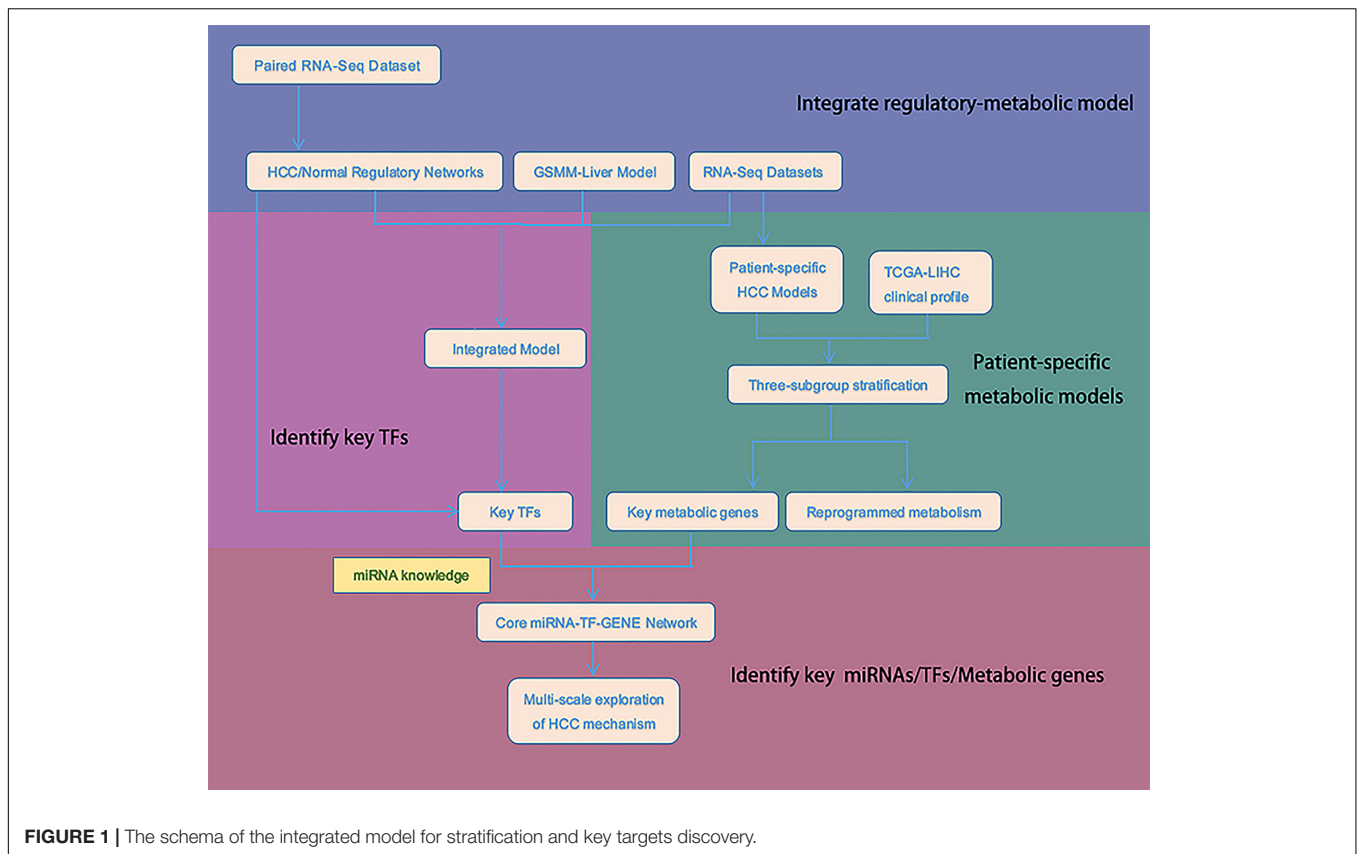 Paired RNA-Seq Dataset
Integrate regulatory-metabolic model
HCC/Normal Regulatory Networks
GSMM-Liver Model
RNA-Seq Datasets
Patient-specific
HCC Models
TCGA-LIHC
clinical profile
Integrated Model
Three-subgroup stratification
Patient-specific
metabolic models
Identify key TFs
Key TFs
Key metabolic genes
Reprogrammed metabolism
miRNA knowledge
Core miRNA-TF-GENE Network
Identify key miRNAs/TFs/Metabolic genes
Multi-scale exploration
of HCC mechanism
FIGURE 1 | The schema of the integrated model for stratification and key targets discovery.